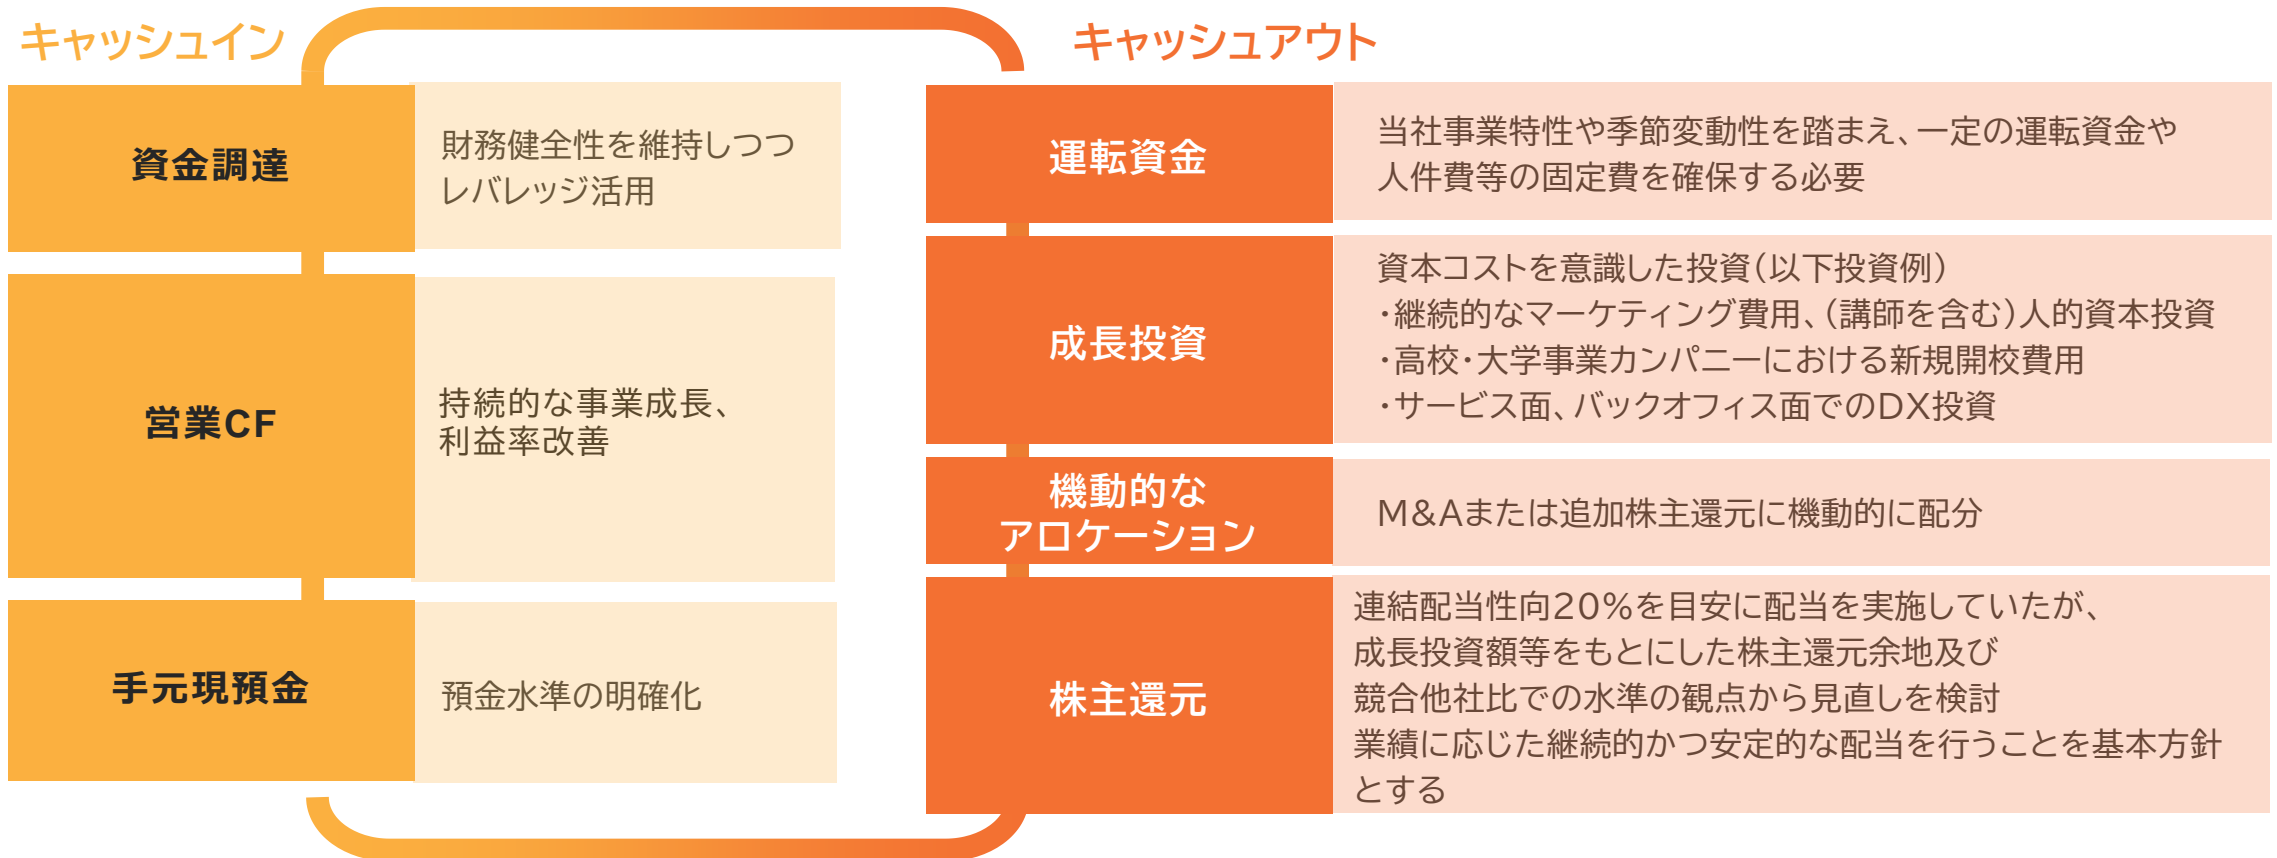 キャッシュイン
資金調達
財務健全性を維持しつつ
レバレッジ活用
営業CF
持続的な事業成長、
利益率改善
手元現預金
預金水準の明確化
キャッシュアウト
運転資金
当社事業特性や季節変動性を踏まえ、一定の運転資金や
人件費等の固定費を確保する必要
成長投資
資本コストを意識した投資（以下投資例）
・継続的なマーケティング費用、（講師を含む）人的資本投資
・高校・大学事業カンパニーにおける新規開校費用
・サービス面、バックオフィス面でのDX投資
機動的な
アロケーション
M&Aまたは追加株主還元に機動的に配分
株主還元
連結配当性向20%を目安に配当を実施していたが、
成長投資額等をもとにした株主還元余地及び
競合他社比での水準の観点から見直しを検討
業績に応じた継続的かつ安定的な配当を行うことを基本方針
とする